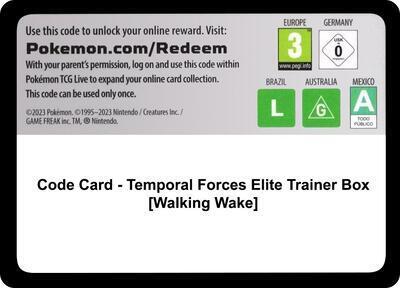 Use this code to unlock your online reward. Visit:
Pokemon.com/Redeem
With your parent's permission, log on and use this code within
Pokémon TCG Live to expand your online card collection.
This code can be used only once.
©2023 Pokémon. ©1995–2023 Nintendo / Creatures Inc. /
GAME FREAK inc. TM, ® Nintendo.
EUROPE
3
www.pegi.info
GERMANY
USK
0
BRAZIL
L
AUSTRALIA
G
MEXICO
A
TODO
PÚBLICO
Code Card - Temporal Forces Elite Trainer Box
[Walking Wake]